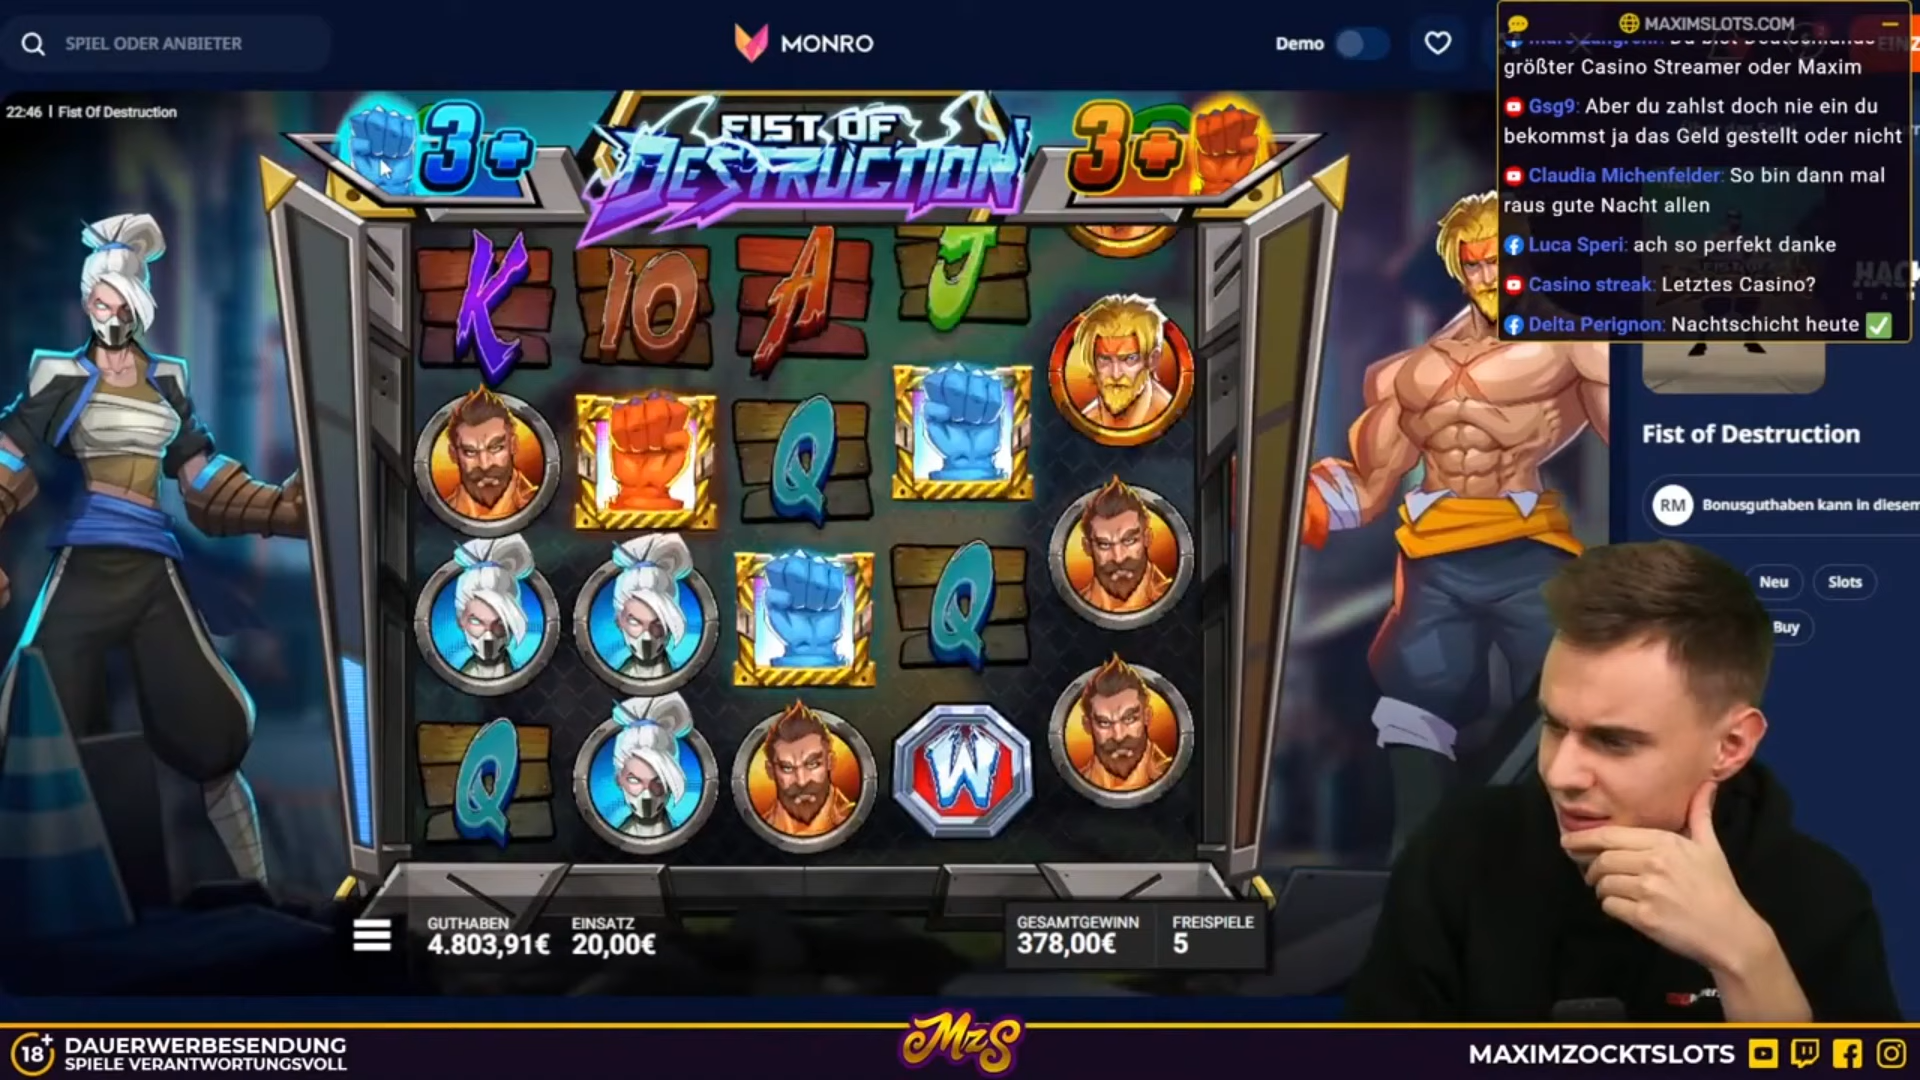 SPIEL ODER ANBIETER
MONRO
Demo
22:46 | Fist Of Destruction
3+
FIST OF
DESTRUCTION
3+
MAXIMSLOTS.COM
größter Casino Streamer oder Maxim
Gsg9: Aber du zahlst doch nie ein du
bekommst ja das Geld gestellt oder nicht
Claudia Michenfelder: So bin dann mal
raus gute Nacht allen
Luca Speri: ach so perfekt danke
Casino streak: Letztes Casino?
Delta Perignon: Nachtschicht heute ✅
K
10
A
J
Q
Q
Q
W
Fist of Destruction
RM
Bonusguthaben kann in diesem
Neu
Slots
Buy
GUTHABEN
4.803,91€
EINSATZ
20,00€
GESAMTGEWINN
378,00€
FREISPIELE
5
18+
DAUERWERBESENDUNG
SPIELE VERANTWORTUNGSVOLL
MzS
MAXIMZOCKTSLOTS